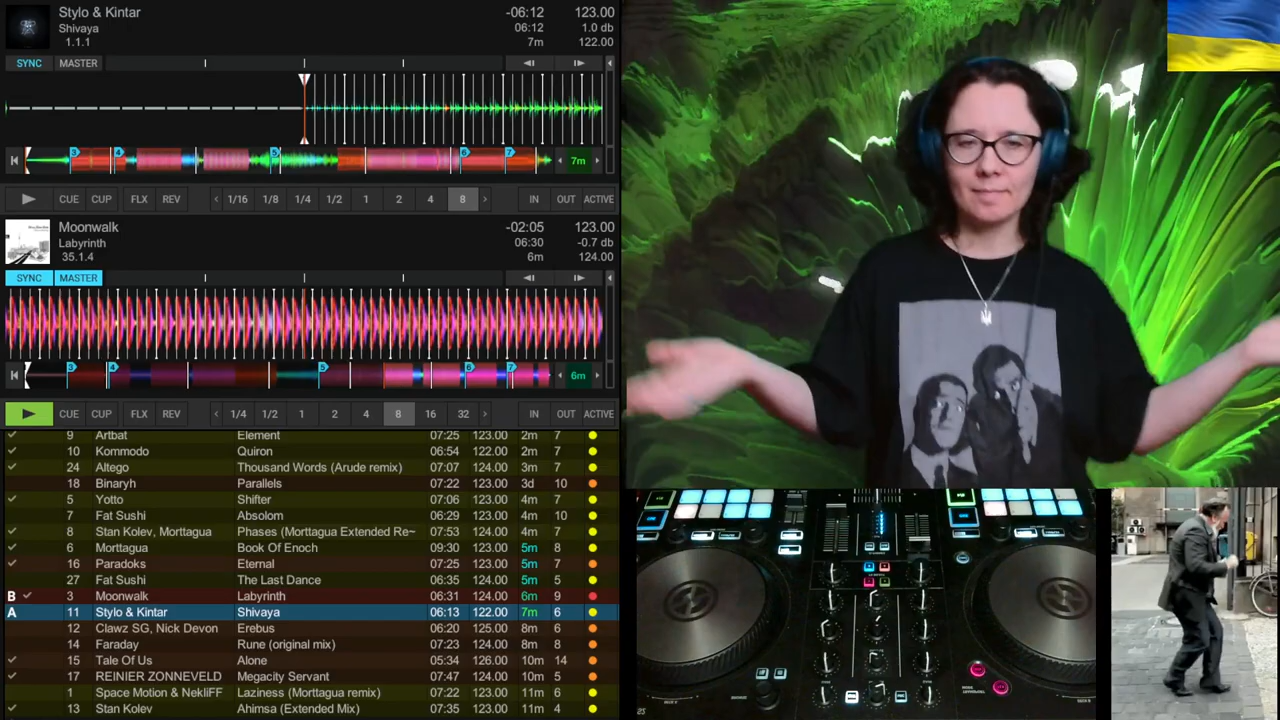 Stylo & Kintar -06:12 123.00
Shivaya 06:12 1.0 db
1.1.1 7m 122.00
SYNC MASTER
3 4 5 6 7 7m
CUE CUP FLX REV 1/16 1/8 1/4 1/2 1 2 4 8 IN OUT ACTIVE
Moonwalk -02:05 123.00
Labyrinth 06:30 -0.7 db
35.1.4 6m 124.00
SYNC MASTER
3 4 5 6 7 6m
CUE CUP FLX REV 1/4 1/2 1 2 4 8 16 32 IN OUT ACTIVE
9 Artbat Element 07:25 123.00 2m 7
10 Kommodo Quiron 06:54 122.00 2m 7
24 Altego Thousand Words (Arude remix) 07:07 124.00 3m 7
18 Binaryh Parallels 07:22 123.00 3d 10
5 Yotto Shifter 07:06 124.00 4m 7
7 Fat Sushi Absolom 06:29 123.00 4m 10
8 Stan Kolev, Morttagua Phases (Morttagua Extended Re~ 07:53 124.00 4m 7
6 Morttagua Book Of Enoch 09:30 123.00 5m 8
16 Paradoks Eternal 07:25 123.00 5m 7
27 Fat Sushi The Last Dance 06:35 124.00 5m 5
B 3 Moonwalk Labyrinth 06:31 124.00 6m 9
A 11 Stylo & Kintar Shivaya 06:13 122.00 7m 6
12 Clawz SG, Nick Devon Erebus 06:20 125.00 8m 6
14 Faraday Rune (original mix) 07:23 124.00 8m 8
15 Tale Of Us Alone 05:34 126.00 10m 14
17 REINIER ZONNEVELD Megacity Servant 07:47 124.00 10m 5
1 Space Motion & NekliFF Laziness (Morttagua remix) 07:22 123.00 11m 6
13 Stan Kolev Ahimsa (Extended Mix) 07:35 124.00 11m 4